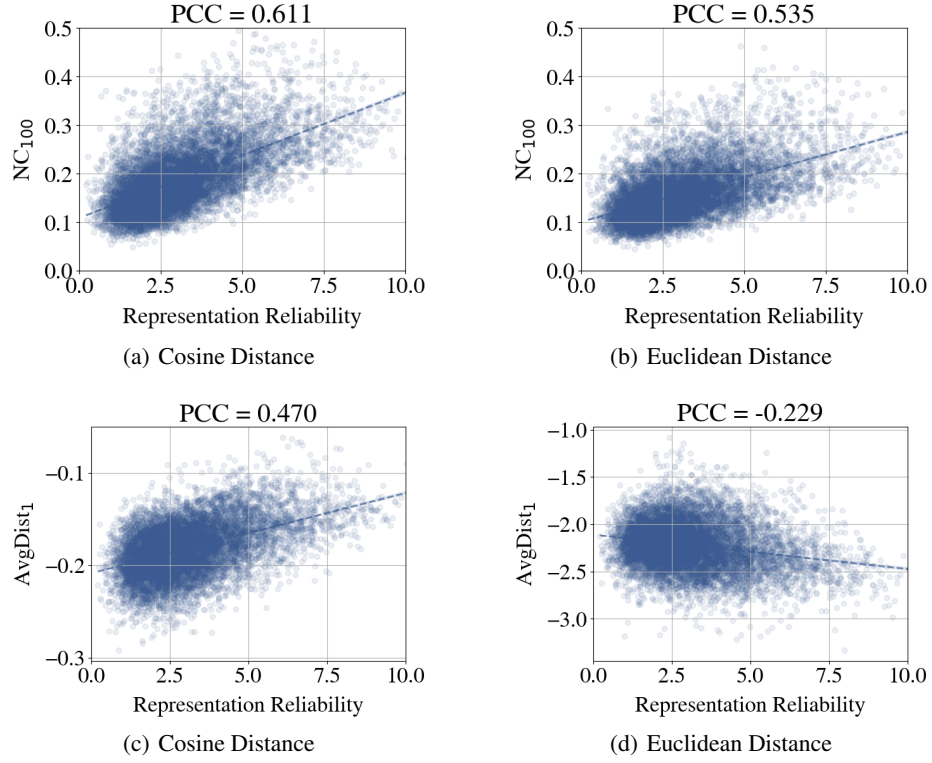 PCC = 0.611
0.5
0.4
0.3
0.2
0.1
0.0
NC₁₀₀
0.0 2.5 5.0 7.5 10.0
Representation Reliability
(a) Cosine Distance
PCC = 0.535
0.5
0.4
0.3
0.2
0.1
0.0
NC₁₀₀
0.0 2.5 5.0 7.5 10.0
Representation Reliability
(b) Euclidean Distance
PCC = 0.470
−0.1
−0.2
−0.3
AvgDist₁
0.0 2.5 5.0 7.5 10.0
Representation Reliability
(c) Cosine Distance
PCC = -0.229
−1.0
−1.5
−2.0
−2.5
−3.0
AvgDist₁
0.0 2.5 5.0 7.5 10.0
Representation Reliability
(d) Euclidean Distance